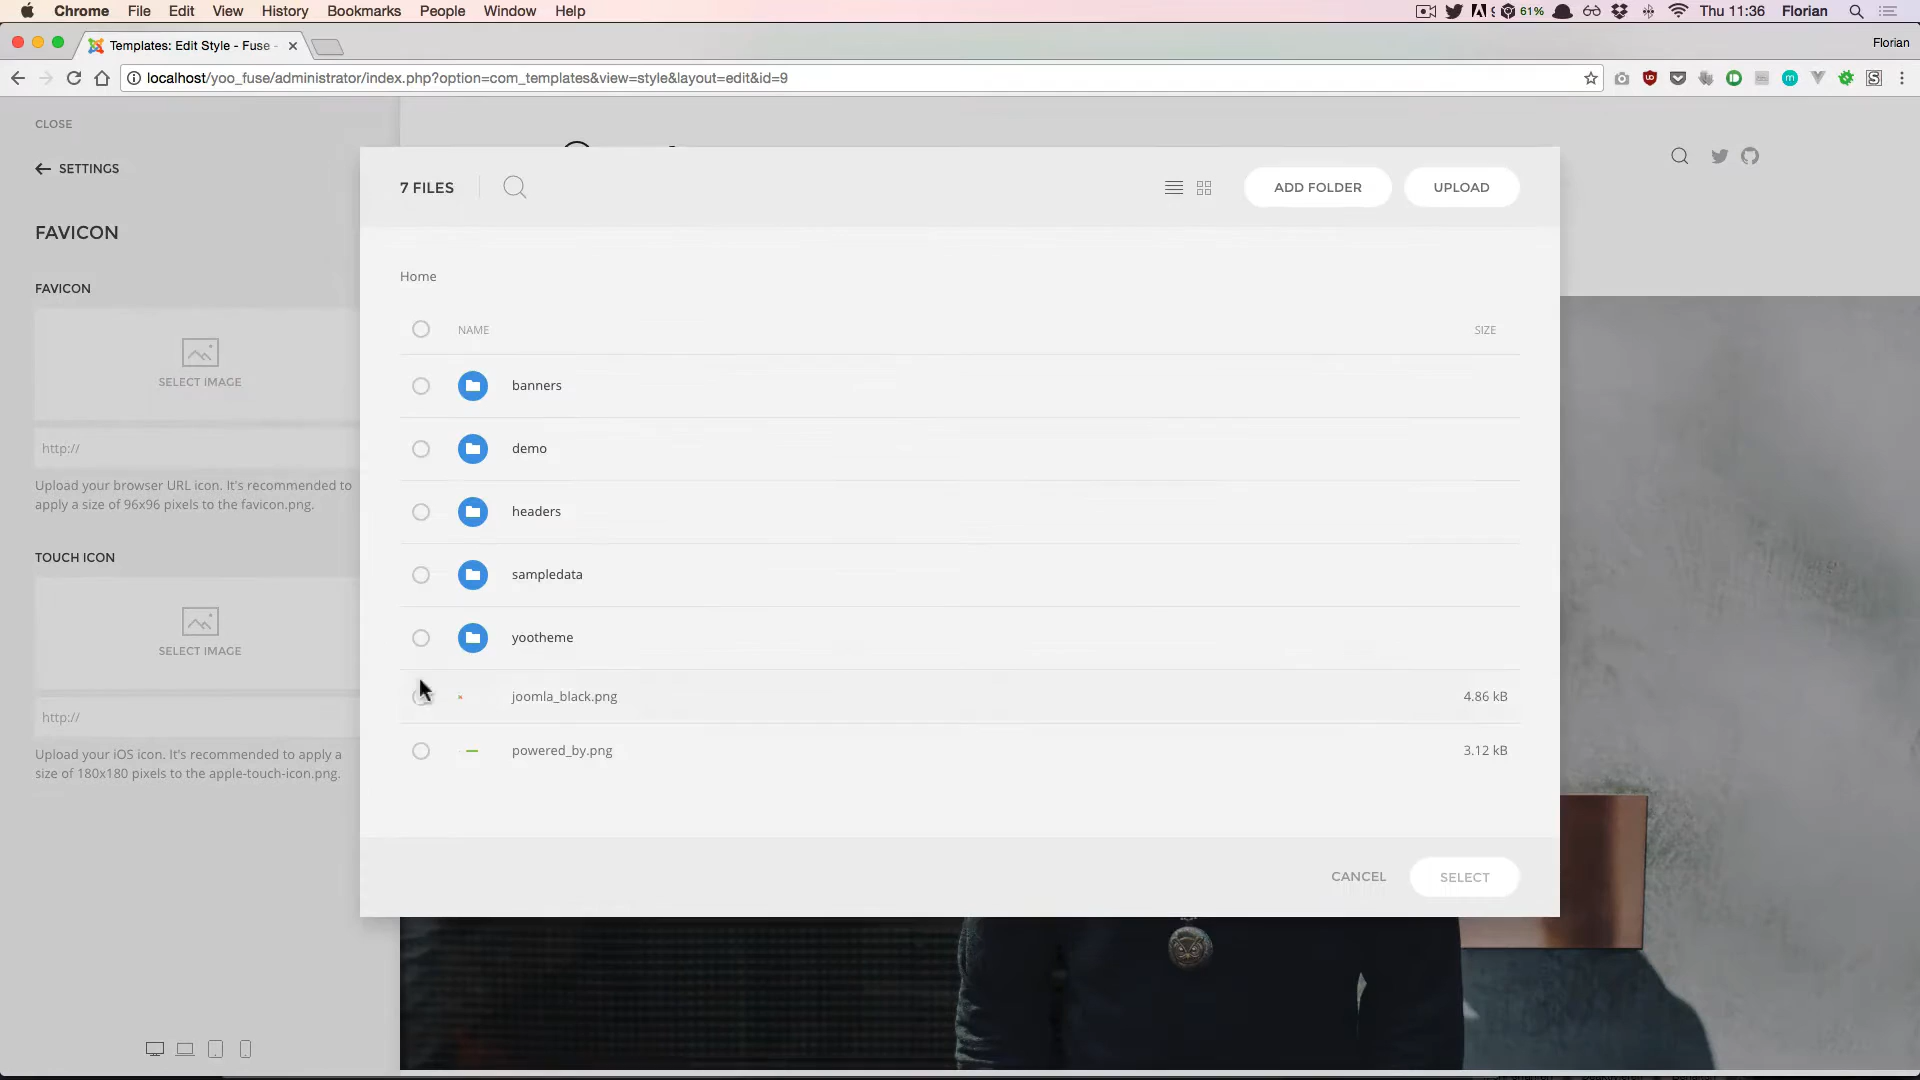 Chrome File Edit View History Bookmarks People Window Help
61% Thu 11:36 Florian
Templates: Edit Style - Fuse -
Florian
localhost/yoo_fuse/administrator/index.php?option=com_templates&view=style&layout=edit&id=9
CLOSE
SETTINGS
FAVICON
FAVICON
SELECT IMAGE
http://
Upload your browser URL icon. It's recommended to
apply a size of 96x96 pixels to the favicon.png.
TOUCH ICON
SELECT IMAGE
http://
Upload your iOS icon. It's recommended to apply a
size of 180x180 pixels to the apple-touch-icon.png.
7 FILES
ADD FOLDER
UPLOAD
Home
NAME SIZE
banners
demo
headers
sampledata
yootheme
joomla_black.png 4.86 kB
powered_by.png 3.12 kB
CANCEL
SELECT